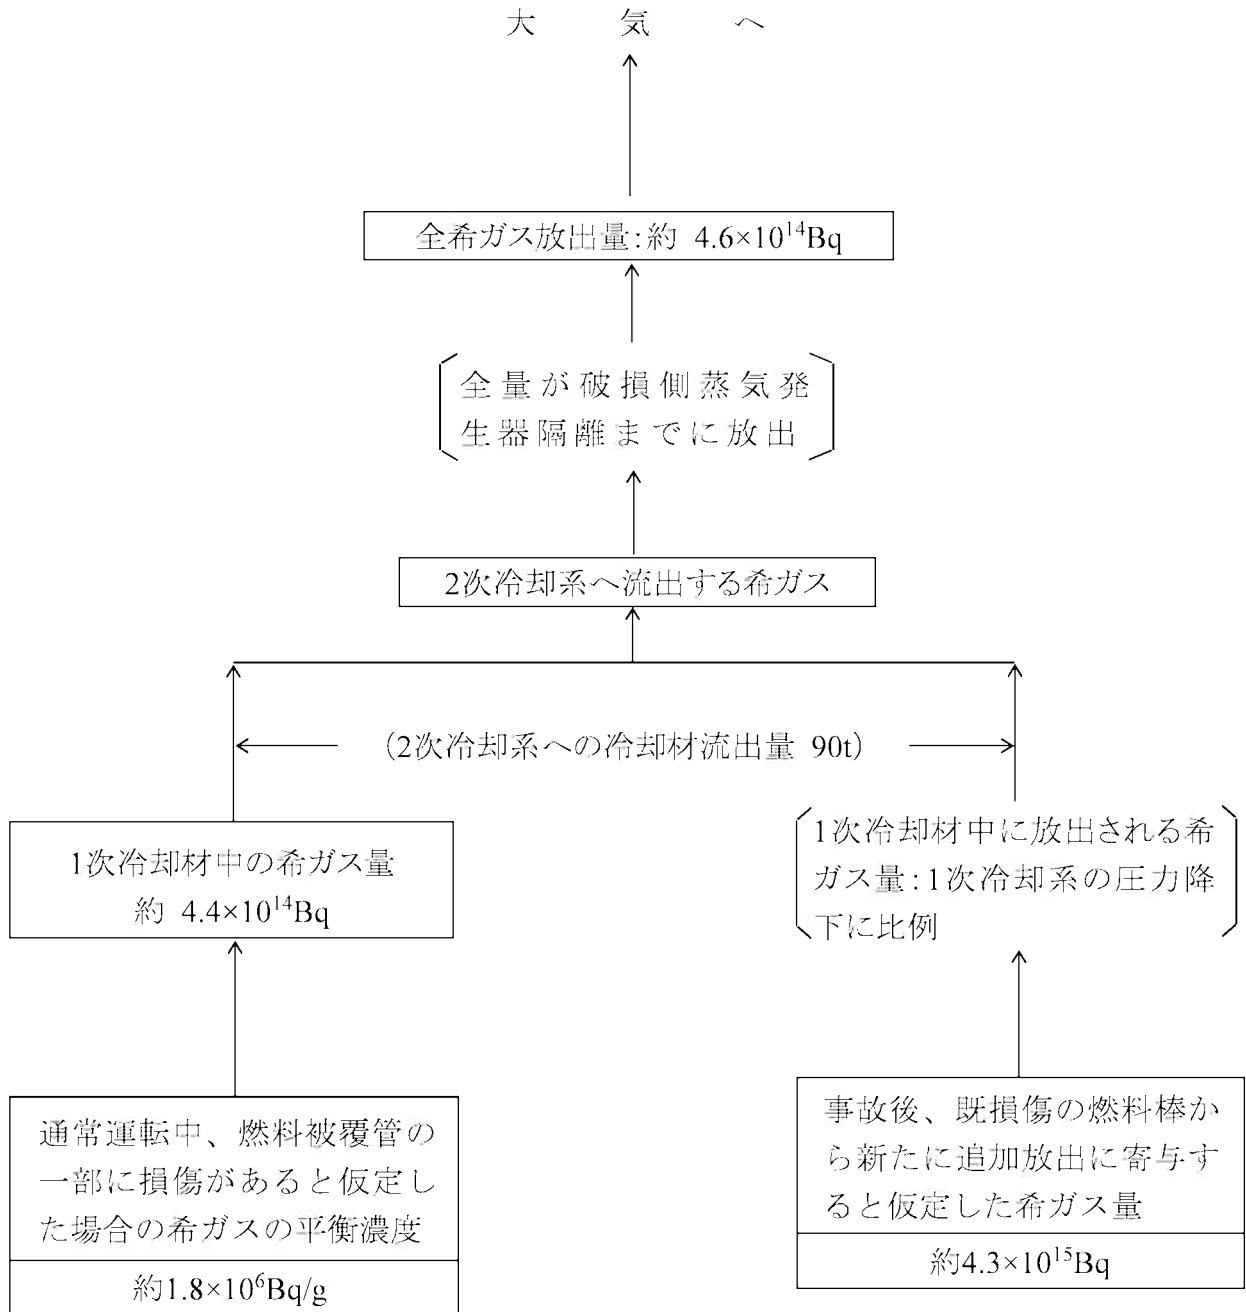 大気へ
全希ガス放出量:約 4.6×10¹⁴Bq
全量が破損側蒸気発
生器隔離までに放出
2次冷却系へ流出する希ガス
(2次冷却系への冷却材流出量 90t)
1次冷却材中の希ガス量
約 4.4×10¹⁴Bq
1次冷却材中に放出される希
ガス量:1次冷却系の圧力降
下に比例
通常運転中、燃料被覆管の
一部に損傷があると仮定し
た場合の希ガスの平衡濃度
約1.8×10⁶Bq/g
事故後、既損傷の燃料棒か
ら新たに追加放出に寄与す
ると仮定した希ガス量
約4.3×10¹⁵Bq